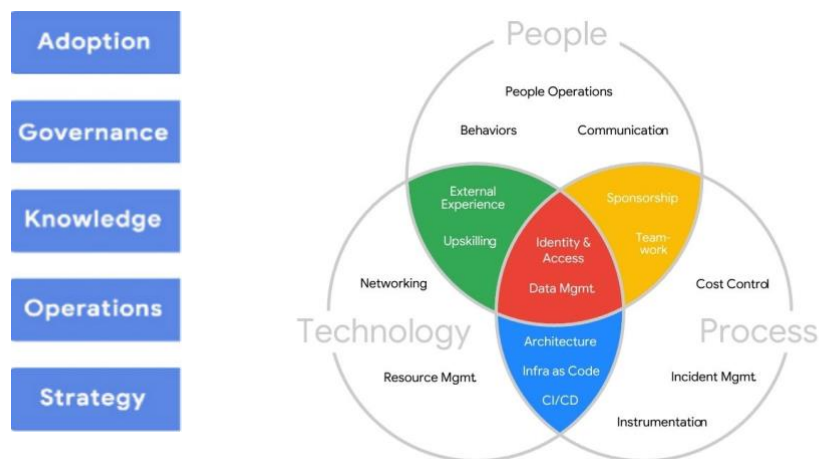 Adoption
Governance
Knowledge
Operations
Strategy
People
People Operations
Behaviors
Communication
External
Experience
Upskilling
Sponsorship
Team-
work
Identity &
Access
Data Mgmt.
Networking
Cost Control
Technology
Process
Architecture
Infra as Code
CI/CD
Resource Mgmt.
Incident Mgmt.
Instrumentation